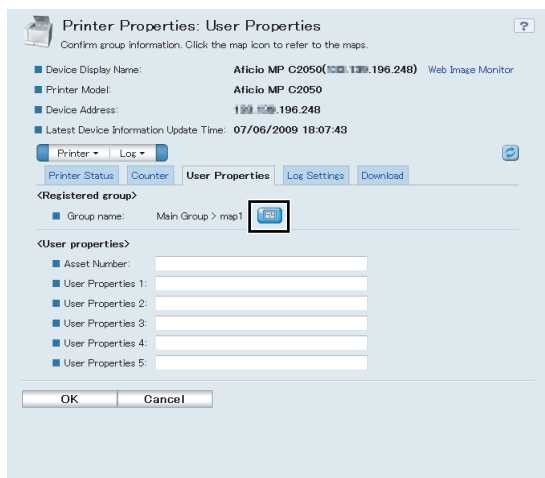 Printer Properties: User Properties
?
Confirm group information. Click the map icon to refer to the maps.
Device Display Name: Aficio MP C2050( .196.248) Web Image Monitor
Printer Model: Aficio MP C2050
Device Address: .196.248
Latest Device Information Update Time: 07/06/2009 18:07:43
Printer Log
Printer Status Counter User Properties Log Settings Download
<Registered group>
Group name: Main Group > map1
<User properties>
Asset Number:
User Properties 1:
User Properties 2:
User Properties 3:
User Properties 4:
User Properties 5:
OK Cancel